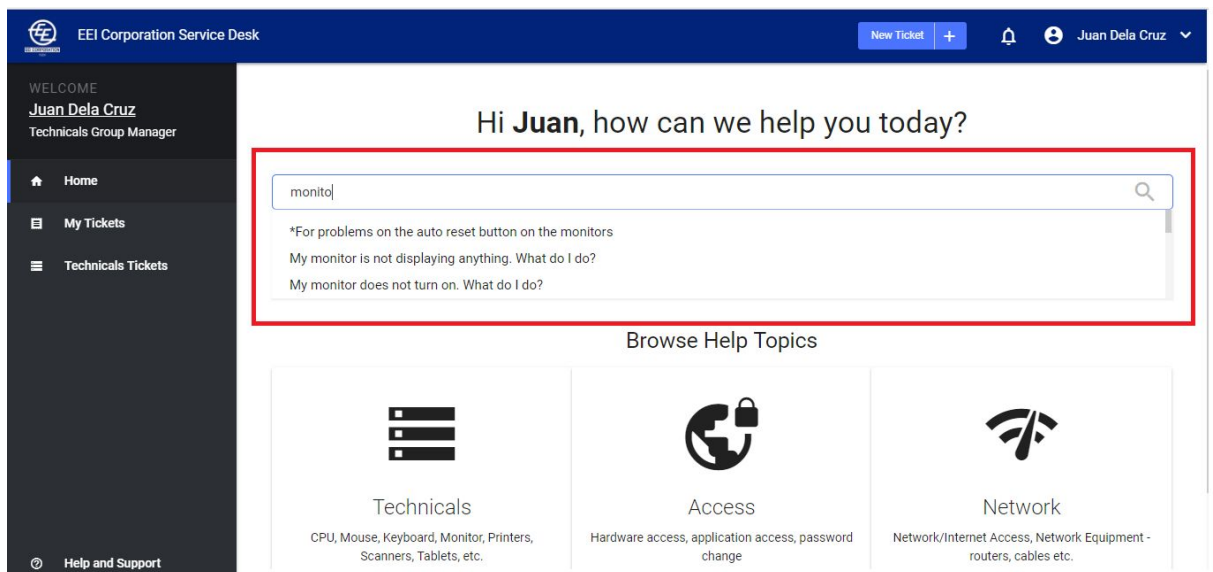 EEI Corporation Service Desk
New Ticket +
Juan Dela Cruz
WELCOME
Juan Dela Cruz
Technicals Group Manager
Home
My Tickets
Technicals Tickets
Help and Support
Hi Juan, how can we help you today?
monito
*For problems on the auto reset button on the monitors
My monitor is not displaying anything. What do I do?
My monitor does not turn on. What do I do?
Browse Help Topics
Technicals
CPU, Mouse, Keyboard, Monitor, Printers,
Scanners, Tablets, etc.
Access
Hardware access, application access, password
change
Network
Network/Internet Access, Network Equipment -
routers, cables etc.